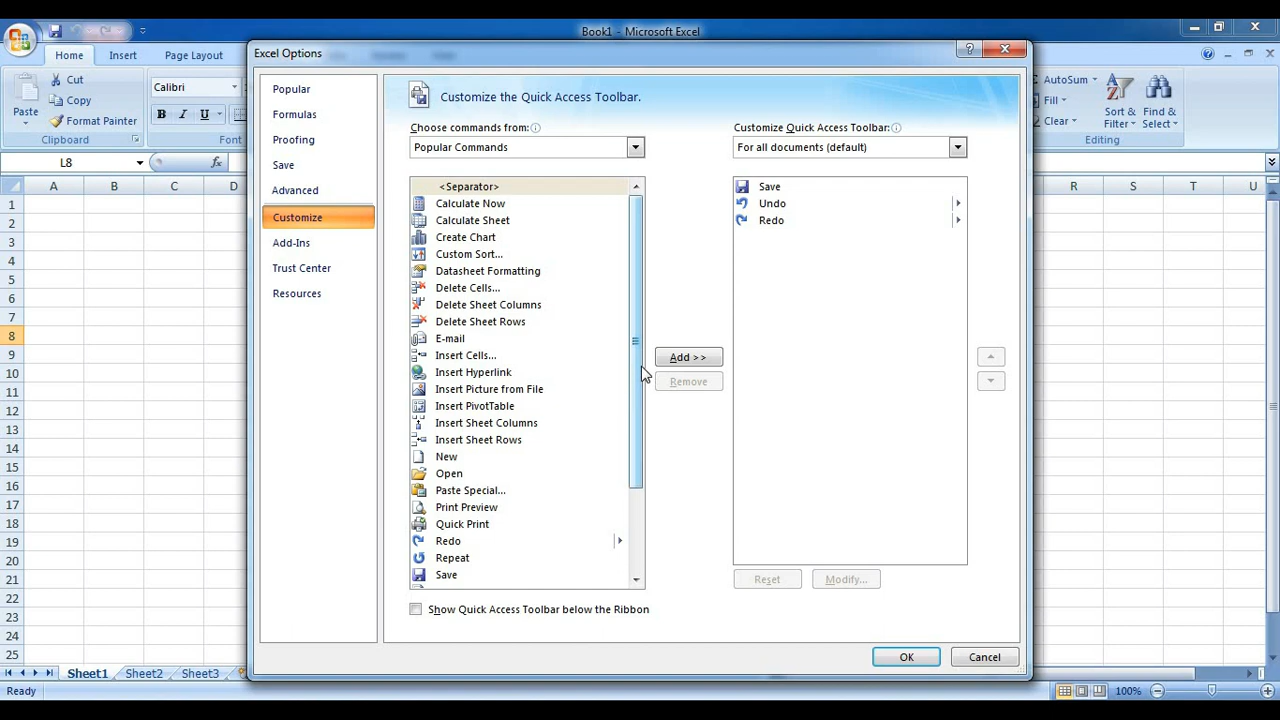 Book1 - Microsoft Excel
Home
Insert
Page Layout
Paste
Cut
Copy
Format Painter
Clipboard
Calibri
B I U
Font
AutoSum
Fill
Clear
Sort & Filter
Find & Select
Editing
L8
fx
A B C D R S T U
1
2
3
4
5
6
7
8
9
10
11
12
13
14
15
16
17
18
19
20
21
22
23
24
25
Excel Options
Popular
Formulas
Proofing
Save
Advanced
Customize
Add-Ins
Trust Center
Resources
Customize the Quick Access Toolbar.
Choose commands from:
Popular Commands
<Separator>
Calculate Now
Calculate Sheet
Create Chart
Custom Sort...
Datasheet Formatting
Delete Cells...
Delete Sheet Columns
Delete Sheet Rows
E-mail
Insert Cells...
Insert Hyperlink
Insert Picture from File
Insert PivotTable
Insert Sheet Columns
Insert Sheet Rows
New
Open
Paste Special...
Print Preview
Quick Print
Redo
Repeat
Save
Add >>
Remove
Customize Quick Access Toolbar:
For all documents (default)
Save
Undo
Redo
Reset
Modify...
Show Quick Access Toolbar below the Ribbon
OK
Cancel
Sheet1
Sheet2
Sheet3
Ready
100%